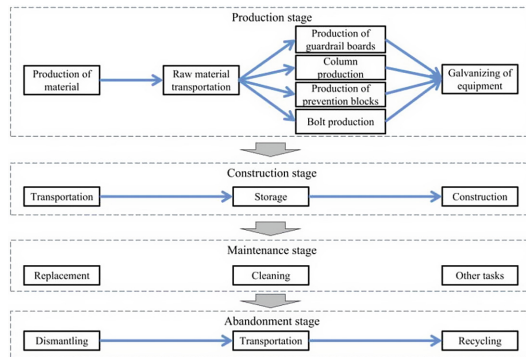 Production stage
Production of
guardrail boards
Column
production
Production of
material
Raw material
transportation
Production of
prevention blocks
Galvanizing of
equipment
Bolt production
Construction stage
Transportation
Storage
Construction
Maintenance stage
Replacement
Cleaning
Other tasks
Abandonment stage
Dismantling
Transportation
Recycling